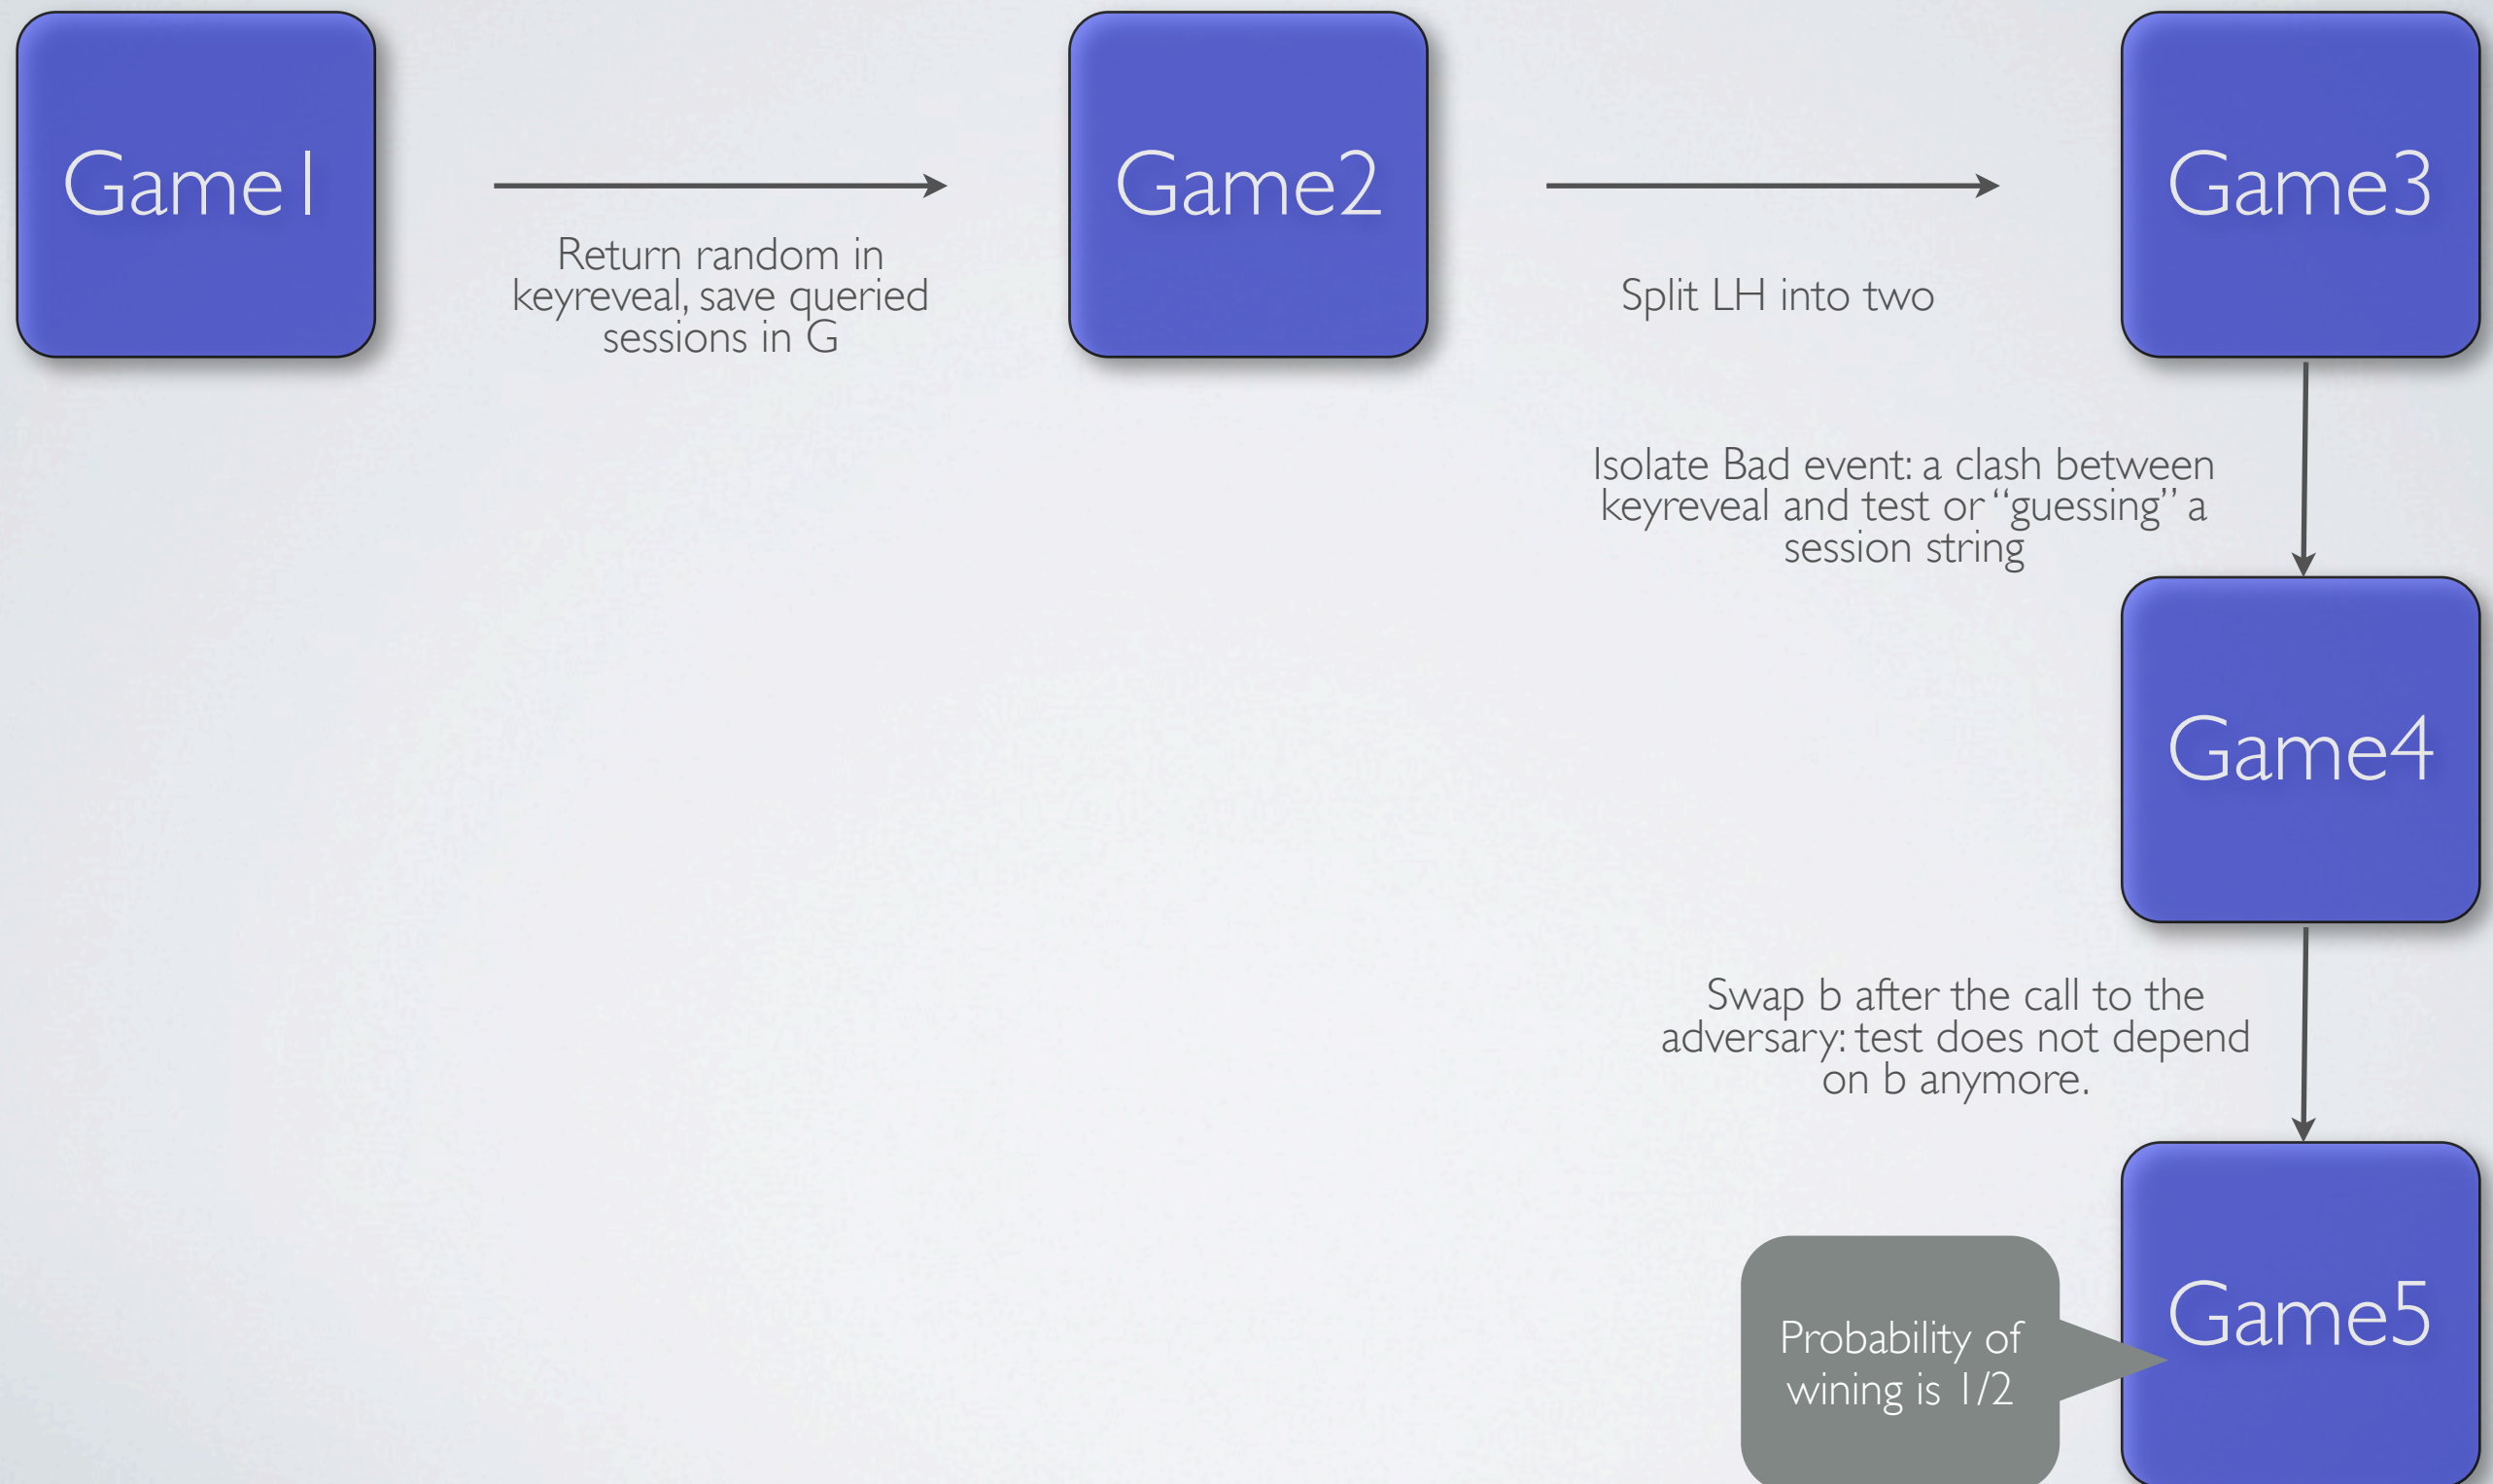 Game1
Game2
Game3
Return random in
keyreveal, save queried
sessions in G
Split LH into two
Isolate Bad event: a clash between
keyreveal and test or “guessing” a
session string
Game4
Swap b after the call to the
adversary: test does not depend
on b anymore.
Game5
Probability of
wining is 1/2